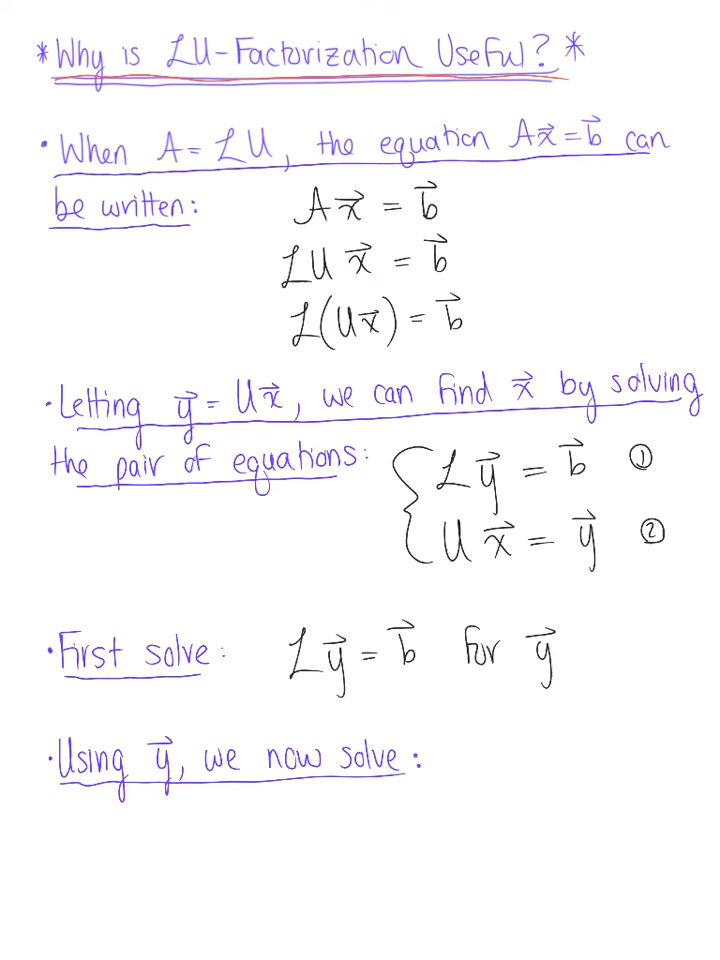 *Why is LU-Factorization Useful?*
• When A = LU, the equation Ax⃗ = b⃗ can
be written:
Ax⃗ = b⃗
LUx⃗ = b⃗
L(Ux⃗) = b⃗
• Letting y⃗ = Ux⃗, we can find x⃗ by solving
the pair of equations:
{ Ly⃗ = b⃗ ①
Ux⃗ = y⃗ ②
• First solve: Ly⃗ = b⃗ for y⃗
• Using y⃗, we now solve: